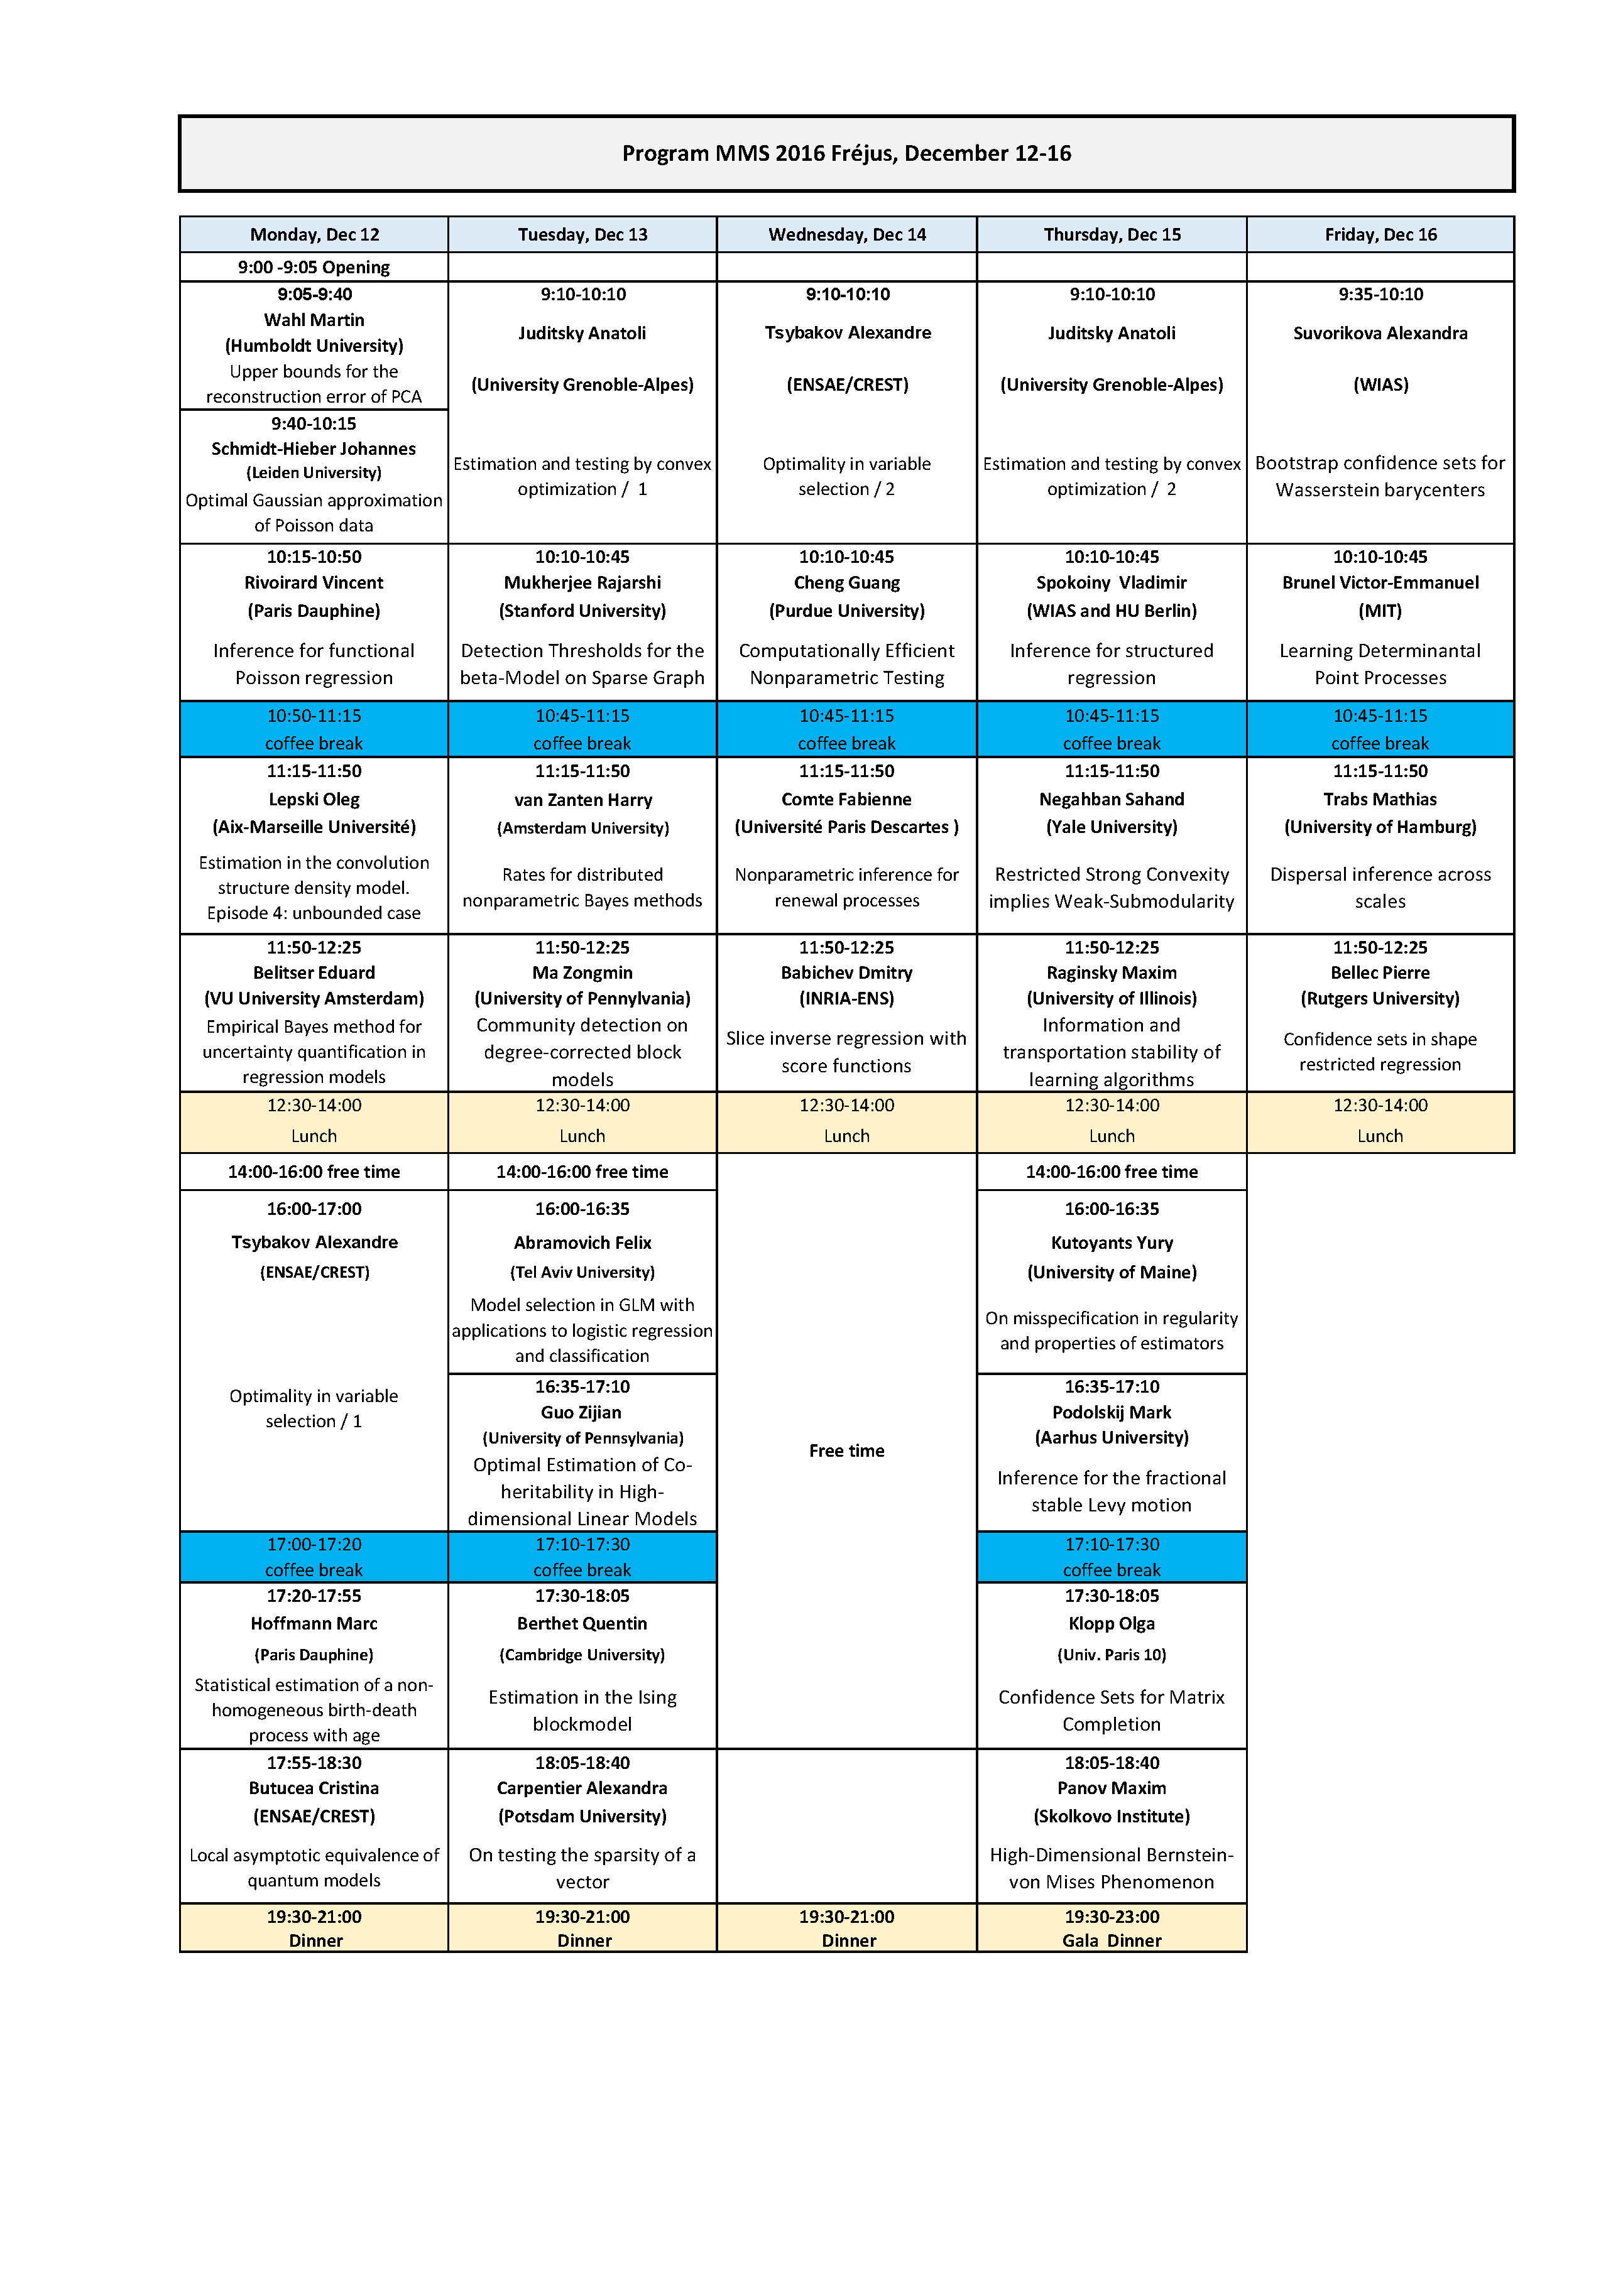 Program MMS 2016 Fréjus, December 12-16
Monday, Dec 12
9:00 -9:05 Opening
9:05-9:40
Wahl Martin
(Humboldt University)
Upper bounds for the
reconstruction error of PCA
9:40-10:15
Schmidt-Hieber Johannes
(Leiden University)
Optimal Gaussian approximation
of Poisson data
10:15-10:50
Rivoirard Vincent
(Paris Dauphine)
Inference for functional
Poisson regression
10:50-11:15
coffee break
11:15-11:50
Lepski Oleg
(Aix-Marseille Université)
Estimation in the convolution
structure density model.
Episode 4: unbounded case
11:50-12:25
Belitser Eduard
(VU University Amsterdam)
Empirical Bayes method for
uncertainty quantification in
regression models
12:30-14:00
Lunch
14:00-16:00 free time
16:00-17:00
Tsybakov Alexandre
(ENSAE/CREST)
Optimality in variable
selection / 1
17:00-17:20
coffee break
17:20-17:55
Hoffmann Marc
(Paris Dauphine)
Statistical estimation of a non-
homogeneous birth-death
process with age
17:55-18:30
Butucea Cristina
(ENSAE/CREST)
Local asymptotic equivalence of
quantum models
19:30-21:00
Dinner
Tuesday, Dec 13
9:10-10:10
Juditsky Anatoli
(University Grenoble-Alpes)
Estimation and testing by convex
optimization / 1
10:10-10:45
Mukherjee Rajarshi
(Stanford University)
Detection Thresholds for the
beta-Model on Sparse Graph
10:45-11:15
coffee break
11:15-11:50
van Zanten Harry
(Amsterdam University)
Rates for distributed
nonparametric Bayes methods
11:50-12:25
Ma Zongmin
(University of Pennylvania)
Community detection on
degree-corrected block
models
12:30-14:00
Lunch
14:00-16:00 free time
16:00-16:35
Abramovich Felix
(Tel Aviv University)
Model selection in GLM with
applications to logistic regression
and classification
16:35-17:10
Guo Zijian
(University of Pennsylvania)
Optimal Estimation of Co-
heritability in High-
dimensional Linear Models
17:10-17:30
coffee break
17:30-18:05
Berthet Quentin
(Cambridge University)
Estimation in the Ising
blockmodel
18:05-18:40
Carpentier Alexandra
(Potsdam University)
On testing the sparsity of a
vector
19:30-21:00
Dinner
Wednesday, Dec 14
9:10-10:10
Tsybakov Alexandre
(ENSAE/CREST)
Optimality in variable
selection / 2
10:10-10:45
Cheng Guang
(Purdue University)
Computationally Efficient
Nonparametric Testing
10:45-11:15
coffee break
11:15-11:50
Comte Fabienne
(Université Paris Descartes )
Nonparametric inference for
renewal processes
11:50-12:25
Babichev Dmitry
(INRIA-ENS)
Slice inverse regression with
score functions
12:30-14:00
Lunch
Free time
19:30-21:00
Dinner
Thursday, Dec 15
9:10-10:10
Juditsky Anatoli
(University Grenoble-Alpes)
Estimation and testing by convex
optimization / 2
10:10-10:45
Spokoiny Vladimir
(WIAS and HU Berlin)
Inference for structured
regression
10:45-11:15
coffee break
11:15-11:50
Negahban Sahand
(Yale University)
Restricted Strong Convexity
implies Weak-Submodularity
11:50-12:25
Raginsky Maxim
(University of Illinois)
Information and
transportation stability of
learning algorithms
12:30-14:00
Lunch
14:00-16:00 free time
16:00-16:35
Kutoyants Yury
(University of Maine)
On misspecification in regularity
and properties of estimators
16:35-17:10
Podolskij Mark
(Aarhus University)
Inference for the fractional
stable Levy motion
17:10-17:30
coffee break
17:30-18:05
Klopp Olga
(Univ. Paris 10)
Confidence Sets for Matrix
Completion
18:05-18:40
Panov Maxim
(Skolkovo Institute)
High-Dimensional Bernstein-
von Mises Phenomenon
19:30-23:00
Gala Dinner
Friday, Dec 16
9:35-10:10
Suvorikova Alexandra
(WIAS)
Bootstrap confidence sets for
Wasserstein barycenters
10:10-10:45
Brunel Victor-Emmanuel
(MIT)
Learning Determinantal
Point Processes
10:45-11:15
coffee break
11:15-11:50
Trabs Mathias
(University of Hamburg)
Dispersal inference across
scales
11:50-12:25
Bellec Pierre
(Rutgers University)
Confidence sets in shape
restricted regression
12:30-14:00
Lunch